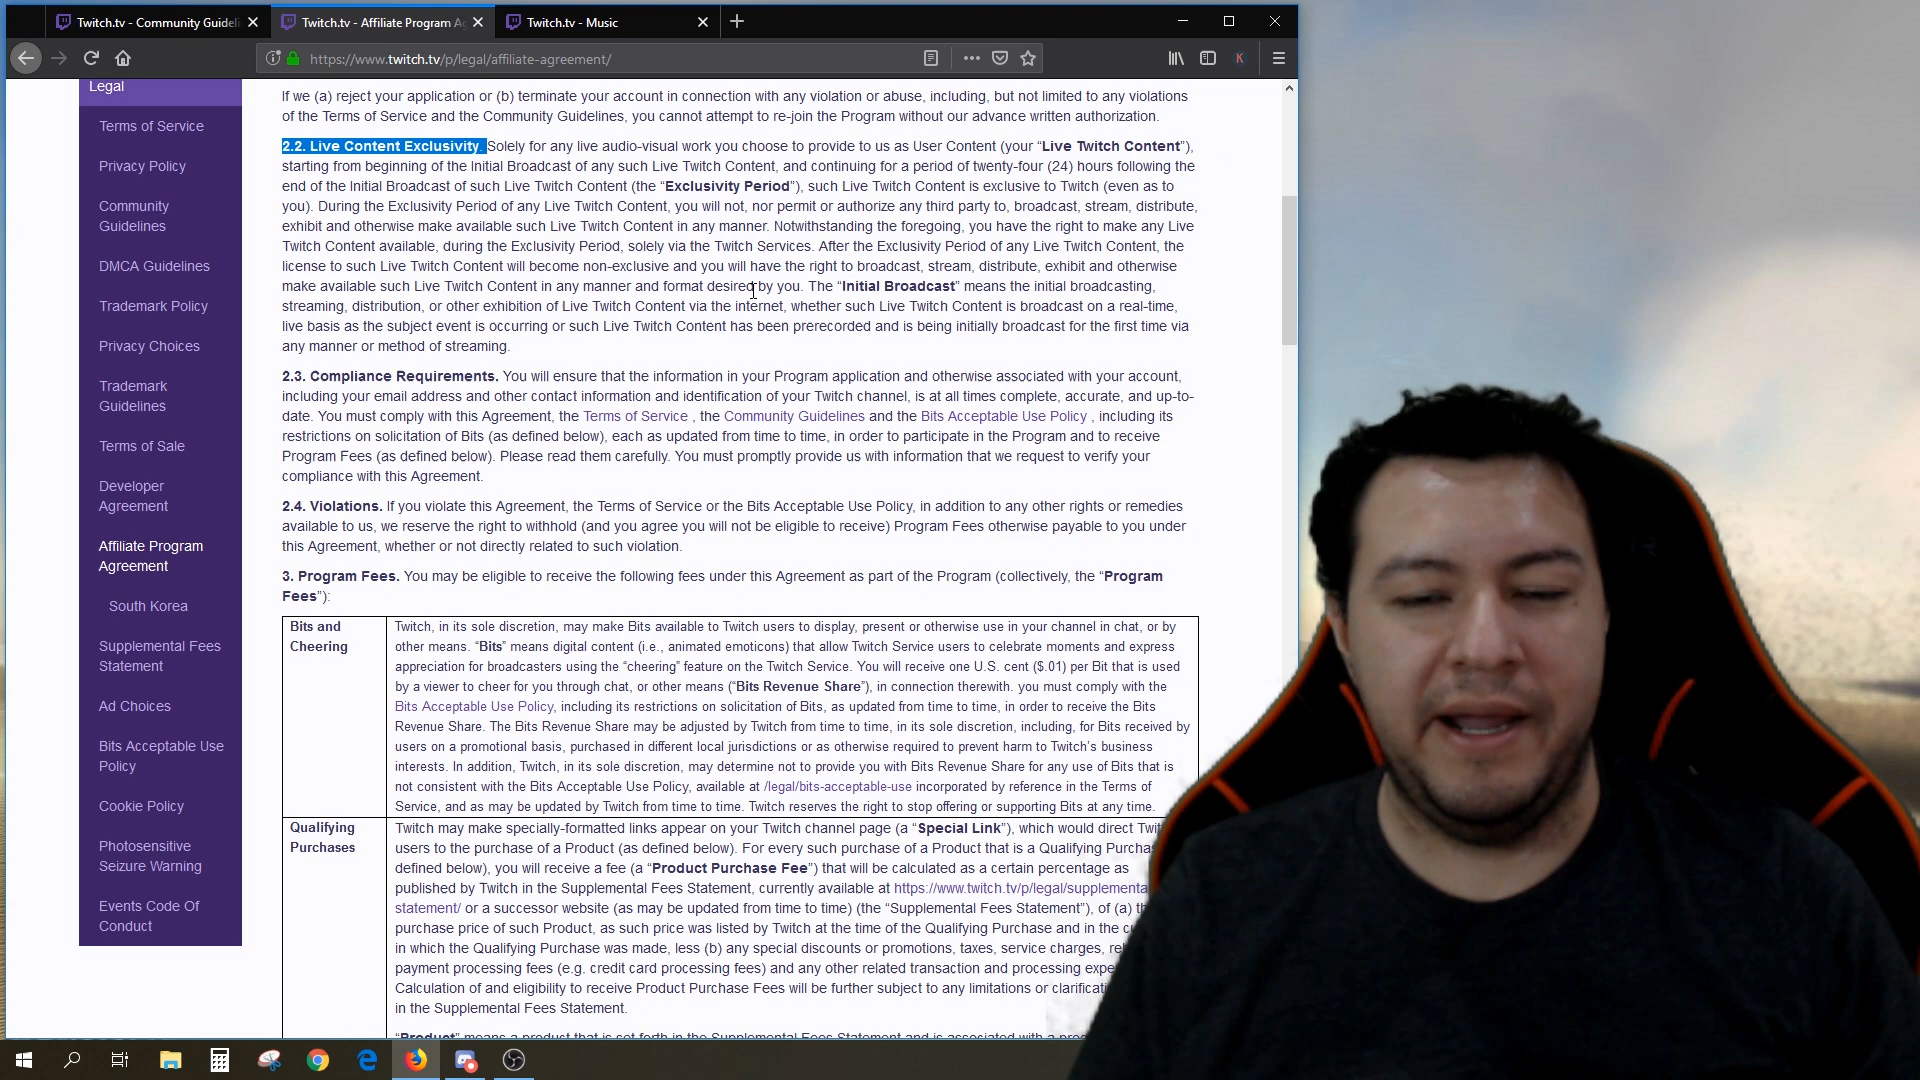 Twitch.tv - Community Guideli
Twitch.tv - Affiliate Program A
Twitch.tv - Music
https://www.twitch.tv/p/legal/affiliate-agreement/
Legal
Terms of Service
Privacy Policy
Community
Guidelines
DMCA Guidelines
Trademark Policy
Privacy Choices
Trademark
Guidelines
Terms of Sale
Developer
Agreement
Affiliate Program
Agreement
South Korea
Supplemental Fees
Statement
Ad Choices
Bits Acceptable Use
Policy
Cookie Policy
Photosensitive
Seizure Warning
Events Code Of
Conduct
If we (a) reject your application or (b) terminate your account in connection with any violation or abuse, including, but not limited to any violations
of the Terms of Service and the Community Guidelines, you cannot attempt to re-join the Program without our advance written authorization.
2.2. Live Content Exclusivity. Solely for any live audio-visual work you choose to provide to us as User Content (your “Live Twitch Content”),
starting from beginning of the Initial Broadcast of any such Live Twitch Content, and continuing for a period of twenty-four (24) hours following the
end of the Initial Broadcast of such Live Twitch Content (the “Exclusivity Period”), such Live Twitch Content is exclusive to Twitch (even as to
you). During the Exclusivity Period of any Live Twitch Content, you will not, nor permit or authorize any third party to, broadcast, stream, distribute,
exhibit and otherwise make available such Live Twitch Content in any manner. Notwithstanding the foregoing, you have the right to make any Live
Twitch Content available, during the Exclusivity Period, solely via the Twitch Services. After the Exclusivity Period of any Live Twitch Content, the
license to such Live Twitch Content will become non-exclusive and you will have the right to broadcast, stream, distribute, exhibit and otherwise
make available such Live Twitch Content in any manner and format desired by you. The “Initial Broadcast” means the initial broadcasting,
streaming, distribution, or other exhibition of Live Twitch Content via the internet, whether such Live Twitch Content is broadcast on a real-time,
live basis as the subject event is occurring or such Live Twitch Content has been prerecorded and is being initially broadcast for the first time via
any manner or method of streaming.
2.3. Compliance Requirements. You will ensure that the information in your Program application and otherwise associated with your account,
including your email address and other contact information and identification of your Twitch channel, is at all times complete, accurate, and up-to-
date. You must comply with this Agreement, the Terms of Service , the Community Guidelines and the Bits Acceptable Use Policy , including its
restrictions on solicitation of Bits (as defined below), each as updated from time to time, in order to participate in the Program and to receive
Program Fees (as defined below). Please read them carefully. You must promptly provide us with information that we request to verify your
compliance with this Agreement.
2.4. Violations. If you violate this Agreement, the Terms of Service or the Bits Acceptable Use Policy, in addition to any other rights or remedies
available to us, we reserve the right to withhold (and you agree you will not be eligible to receive) Program Fees otherwise payable to you under
this Agreement, whether or not directly related to such violation.
3. Program Fees. You may be eligible to receive the following fees under this Agreement as part of the Program (collectively, the “Program
Fees”):
Bits and
Cheering
Twitch, in its sole discretion, may make Bits available to Twitch users to display, present or otherwise use in your channel in chat, or by
other means. “Bits” means digital content (i.e., animated emoticons) that allow Twitch Service users to celebrate moments and express
appreciation for broadcasters using the “cheering” feature on the Twitch Service. You will receive one U.S. cent ($.01) per Bit that is used
by a viewer to cheer for you through chat, or other means (“Bits Revenue Share”), in connection therewith. you must comply with the
Bits Acceptable Use Policy, including its restrictions on solicitation of Bits, as updated from time to time, in order to receive the Bits
Revenue Share. The Bits Revenue Share may be adjusted by Twitch from time to time, in its sole discretion, including, for Bits received by
users on a promotional basis, purchased in different local jurisdictions or as otherwise required to prevent harm to Twitch’s business
interests. In addition, Twitch, in its sole discretion, may determine not to provide you with Bits Revenue Share for any use of Bits that is
not consistent with the Bits Acceptable Use Policy, available at /legal/bits-acceptable-use incorporated by reference in the Terms of
Service, and as may be updated by Twitch from time to time. Twitch reserves the right to stop offering or supporting Bits at any time.
Qualifying
Purchases
Twitch may make specially-formatted links appear on your Twitch channel page (a “Special Link”), which would direct Twit
users to the purchase of a Product (as defined below). For every such purchase of a Product that is a Qualifying Purcha
defined below), you will receive a fee (a “Product Purchase Fee”) that will be calculated as a certain percentage as
published by Twitch in the Supplemental Fees Statement, currently available at https://www.twitch.tv/p/legal/supplementa
statement/ or a successor website (as may be updated from time to time) (the “Supplemental Fees Statement”), of (a) th
purchase price of such Product, as such price was listed by Twitch at the time of the Qualifying Purchase and in the cu
in which the Qualifying Purchase was made, less (b) any special discounts or promotions, taxes, service charges, re
payment processing fees (e.g. credit card processing fees) and any other related transaction and processing expe
Calculation of and eligibility to receive Product Purchase Fees will be further subject to any limitations or clarificati
in the Supplemental Fees Statement.
“Product” means a product that is set forth in the Supplemental Fees Statement and is associated with a